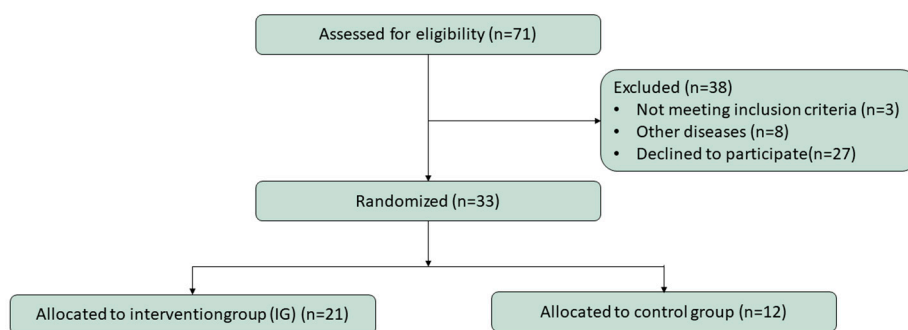 Assessed for eligibility (n=71)
Excluded (n=38)
• Not meeting inclusion criteria (n=3)
• Other diseases (n=8)
• Declined to participate(n=27)
Randomized (n=33)
Allocated to interventiongroup (IG) (n=21)
Allocated to control group (n=12)